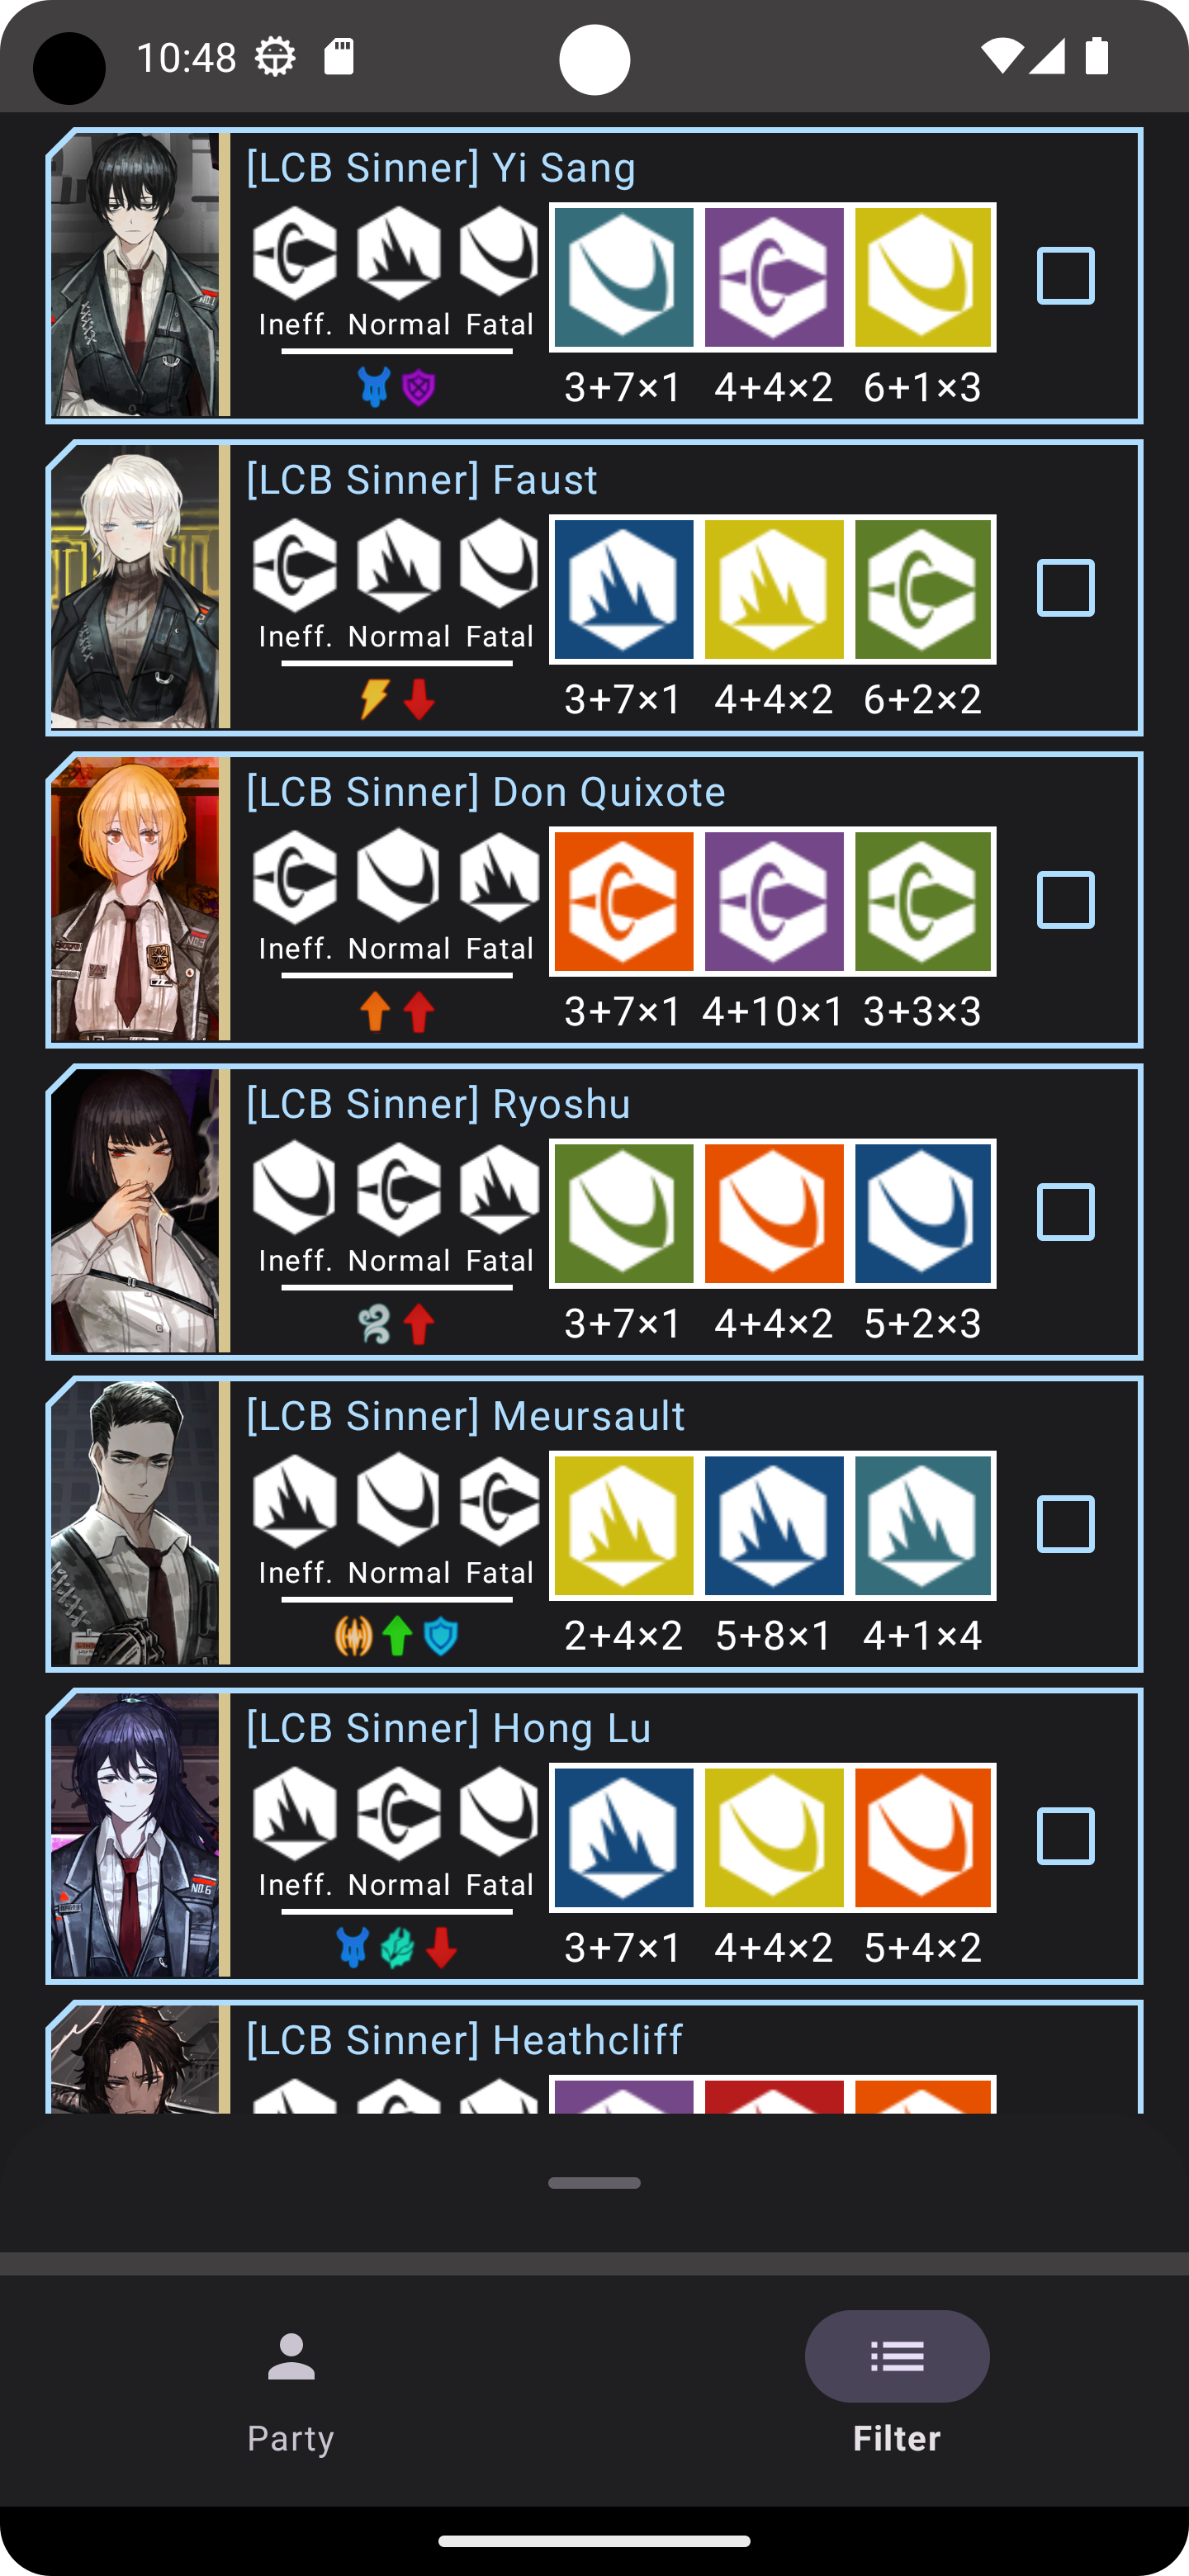 10:48
[LCB Sinner] Yi Sang
Ineff. Normal Fatal
3+7×1 4+4×2 6+1×3
[LCB Sinner] Faust
Ineff. Normal Fatal
3+7×1 4+4×2 6+2×2
[LCB Sinner] Don Quixote
Ineff. Normal Fatal
3+7×1 4+10×1 3+3×3
[LCB Sinner] Ryoshu
Ineff. Normal Fatal
3+7×1 4+4×2 5+2×3
[LCB Sinner] Meursault
Ineff. Normal Fatal
2+4×2 5+8×1 4+1×4
[LCB Sinner] Hong Lu
NO.6
Ineff. Normal Fatal
3+7×1 4+4×2 5+4×2
[LCB Sinner] Heathcliff
Party
Filter